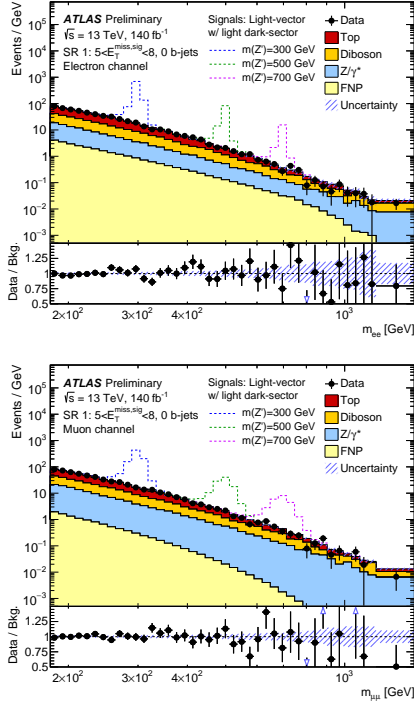 Events / GeV
10⁴
10³
10²
10
1
10⁻¹
10⁻²
10⁻³
ATLAS Preliminary
√s = 13 TeV, 140 fb⁻¹
SR 1: 5<E_T^miss,sig<8, 0 b-jets
Electron channel
Signals: Light-vector
w/ light dark-sector
m(Z')=300 GeV
m(Z')=500 GeV
m(Z')=700 GeV
Data
Top
Diboson
Z/γ*
FNP
Uncertainty
Data / Bkg.
1.25
1.00
0.75
0.5
2×10²
3×10²
4×10²
10³
m_ee [GeV]
Events / GeV
10⁴
10³
10²
10
1
10⁻¹
10⁻²
10⁻³
ATLAS Preliminary
√s = 13 TeV, 140 fb⁻¹
SR 1: 5<E_T^miss,sig<8, 0 b-jets
Muon channel
Signals: Light-vector
w/ light dark-sector
m(Z')=300 GeV
m(Z')=500 GeV
m(Z')=700 GeV
Data
Top
Diboson
Z/γ*
FNP
Uncertainty
Data / Bkg.
1.25
1.00
0.75
0.5
2×10²
3×10²
4×10²
10³
m_μμ [GeV]